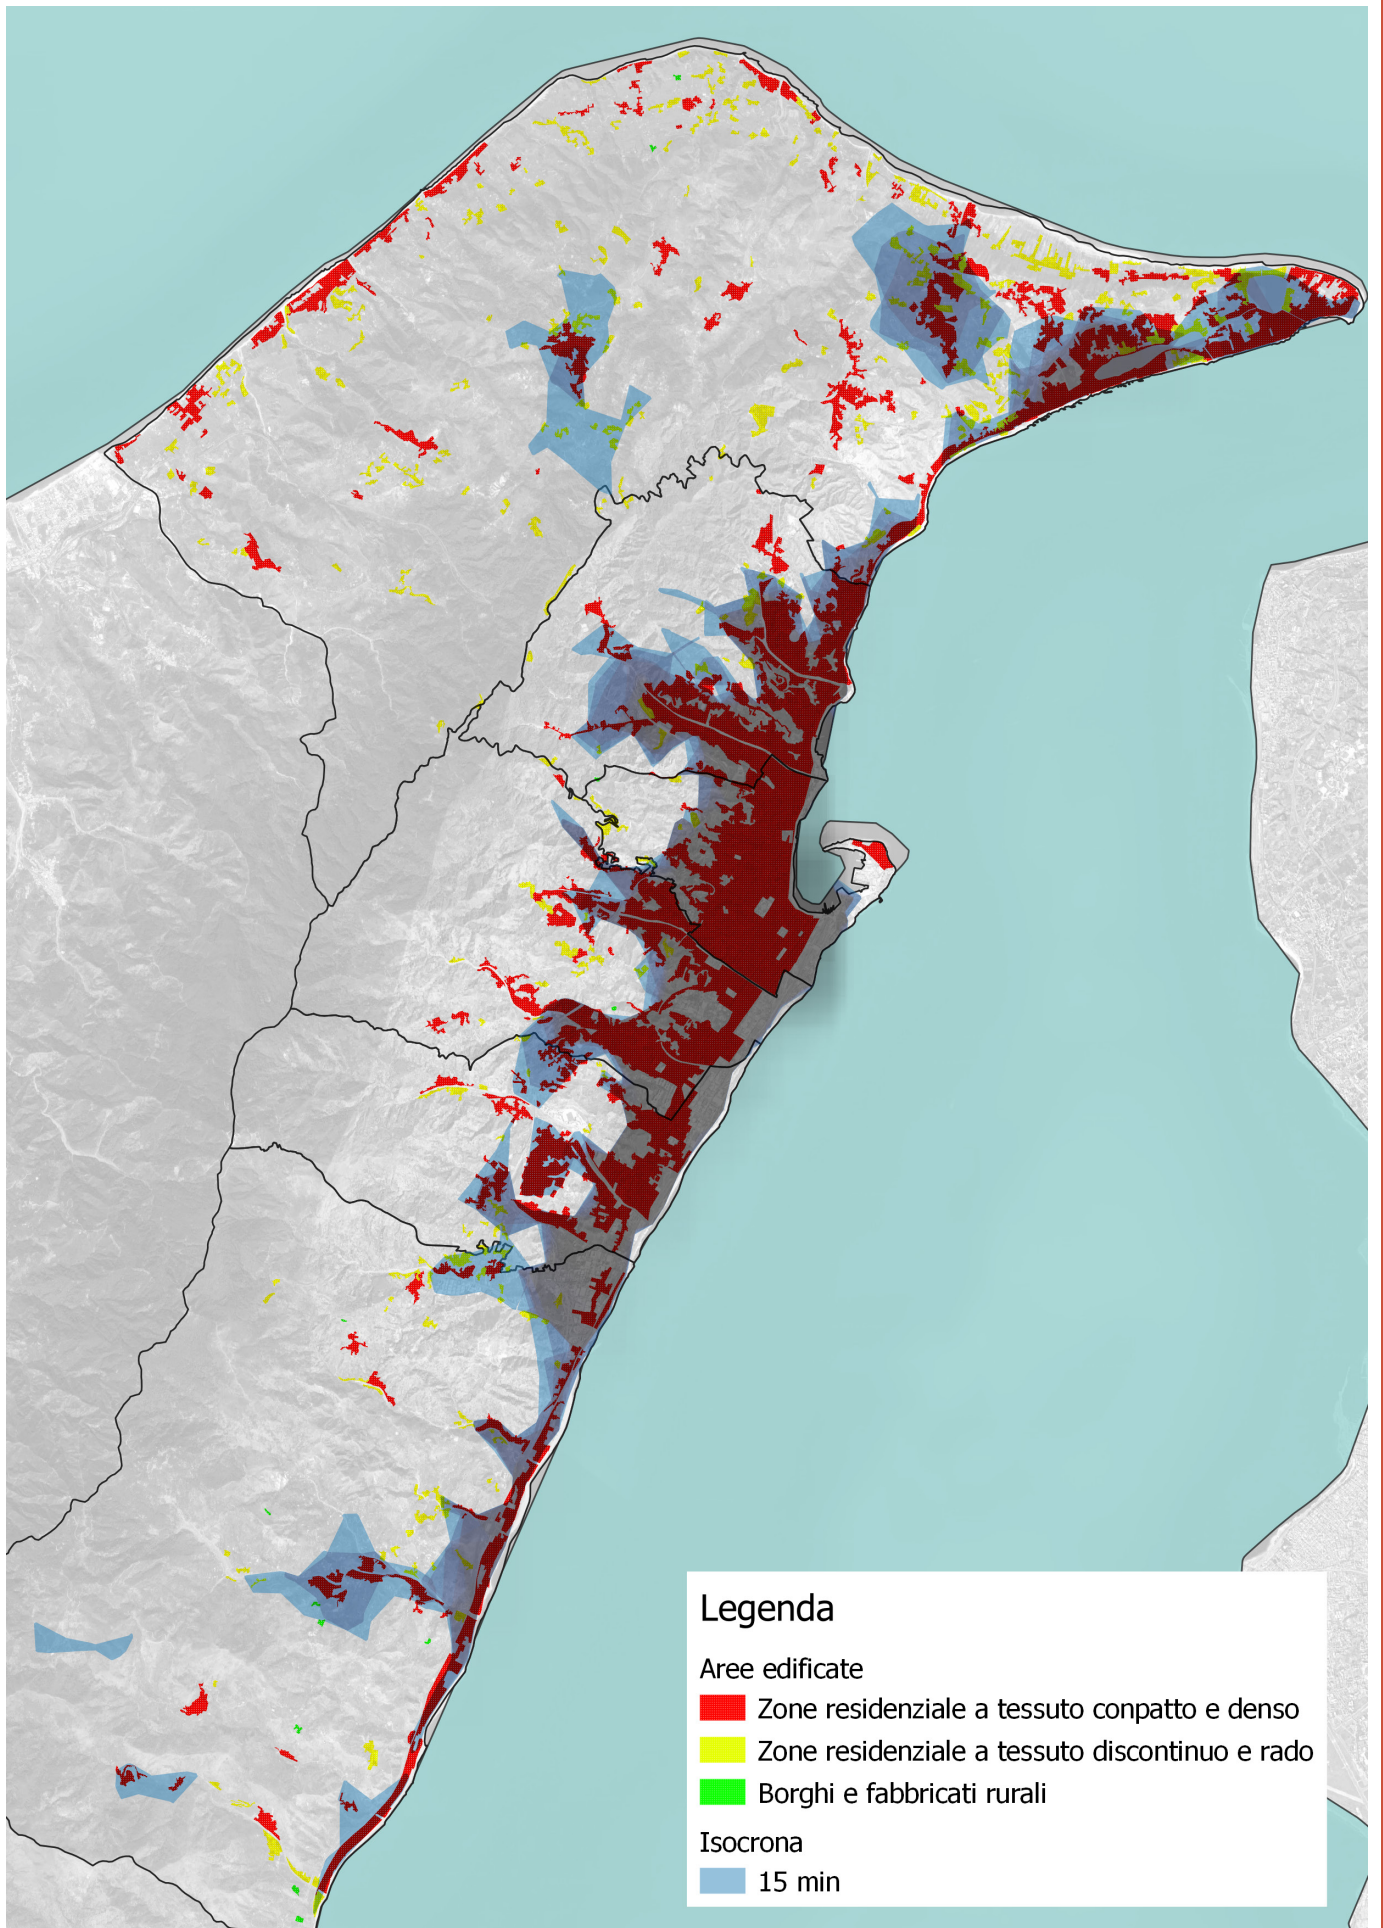 Legenda
Aree edificate
Zone residenziale a tessuto conpatto e denso
Zone residenziale a tessuto discontinuo e rado
Borghi e fabbricati rurali
Isocrona
15 min